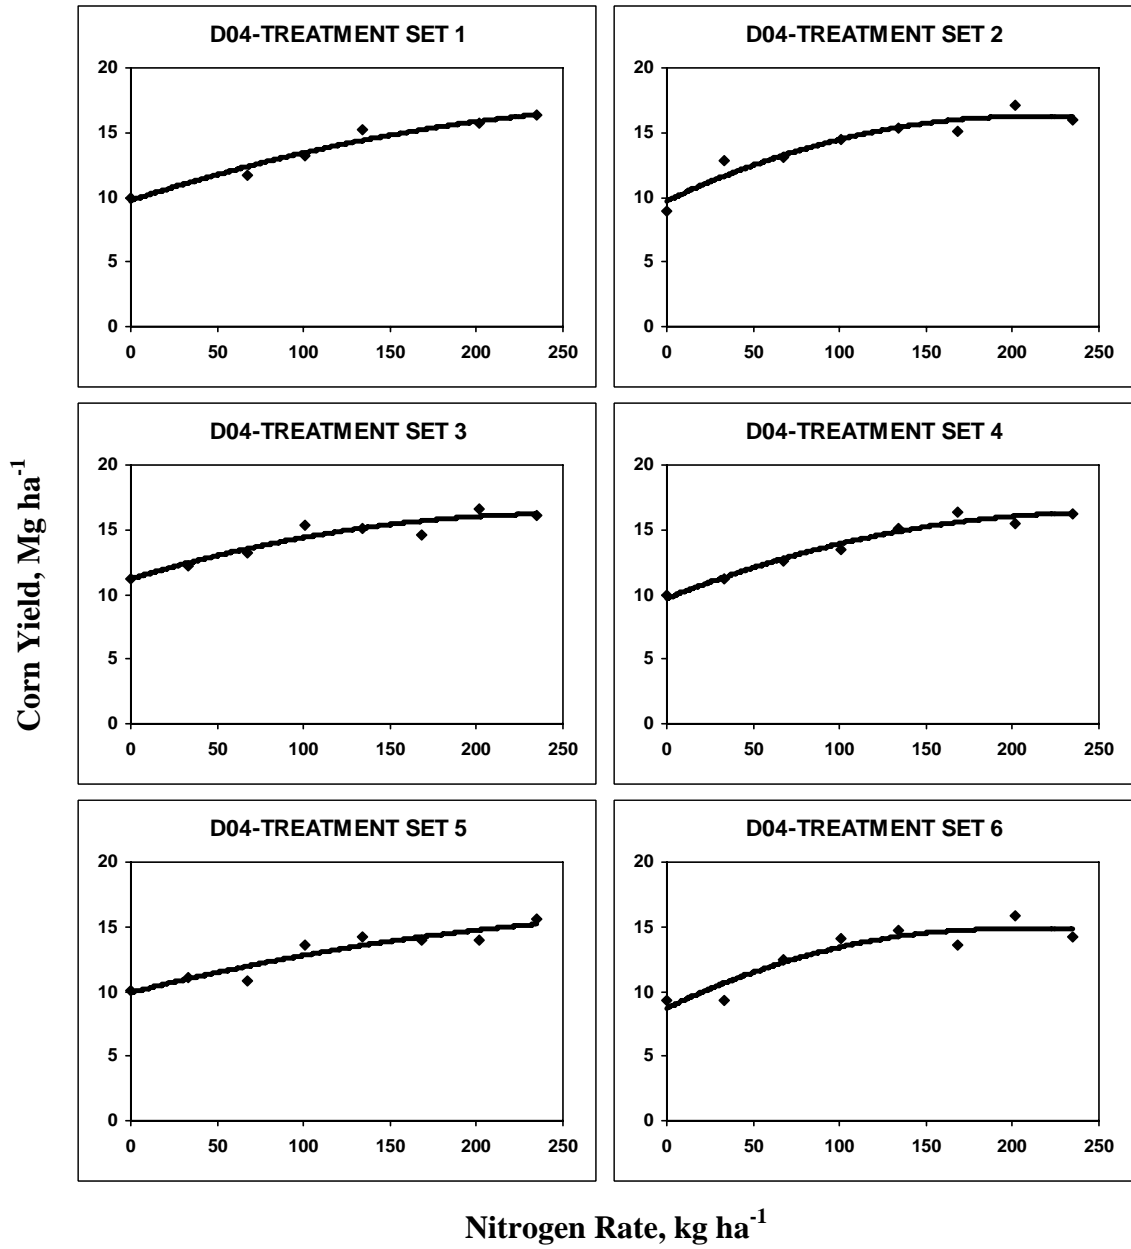 D04-TREATMENT SET 1
20
15
10
5
0
0 50 100 150 200 250
D04-TREATMENT SET 2
20
15
10
5
0
0 50 100 150 200 250
D04-TREATMENT SET 3
20
15
10
5
0
0 50 100 150 200 250
D04-TREATMENT SET 4
20
15
10
5
0
0 50 100 150 200 250
D04-TREATMENT SET 5
20
15
10
5
0
0 50 100 150 200 250
D04-TREATMENT SET 6
20
15
10
5
0
0 50 100 150 200 250
Corn Yield, Mg ha⁻¹
Nitrogen Rate, kg ha⁻¹